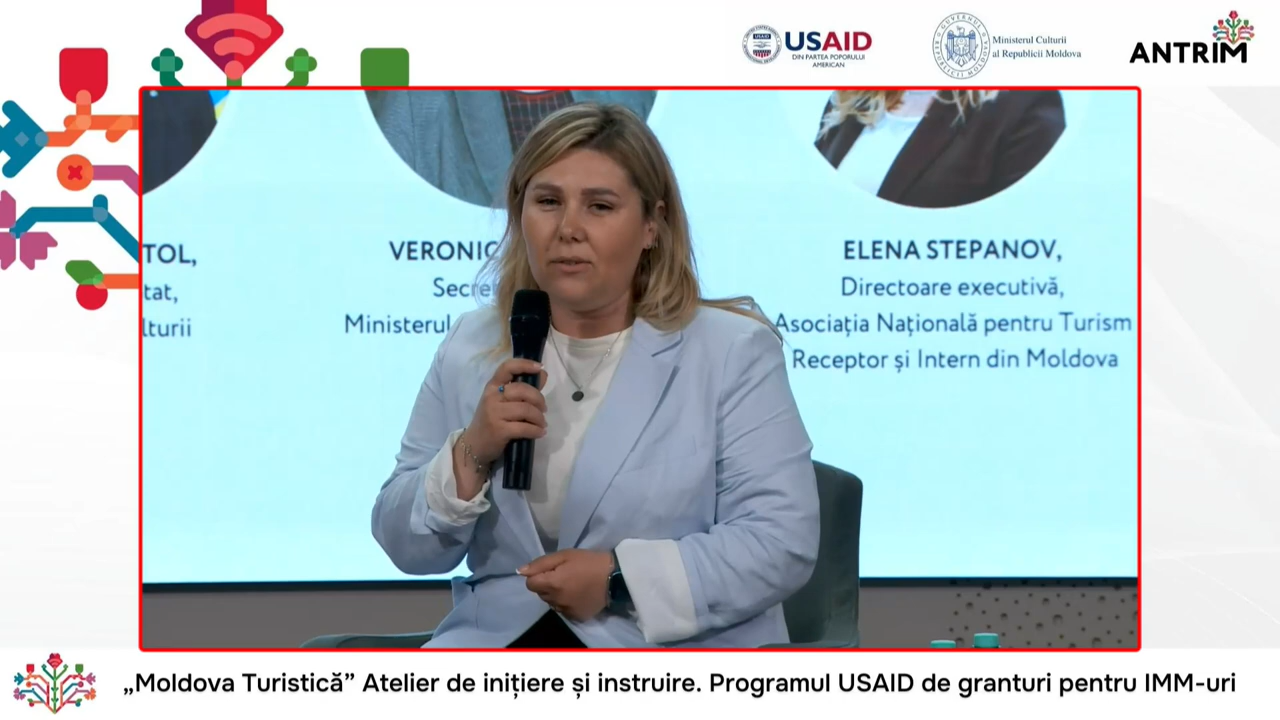 USAID
DIN PARTEA POPORULUI
AMERICAN
Ministerul Culturii
al Republicii Moldova
ANTRIM
TOL,
tat,
lturii
VERONIC
Secre
Ministerul
ELENA STEPANOV,
Directoare executivă,
Asociația Națională pentru Turism
Receptor și Intern din Moldova
„Moldova Turistică” Atelier de inițiere și instruire. Programul USAID de granturi pentru IMM-uri